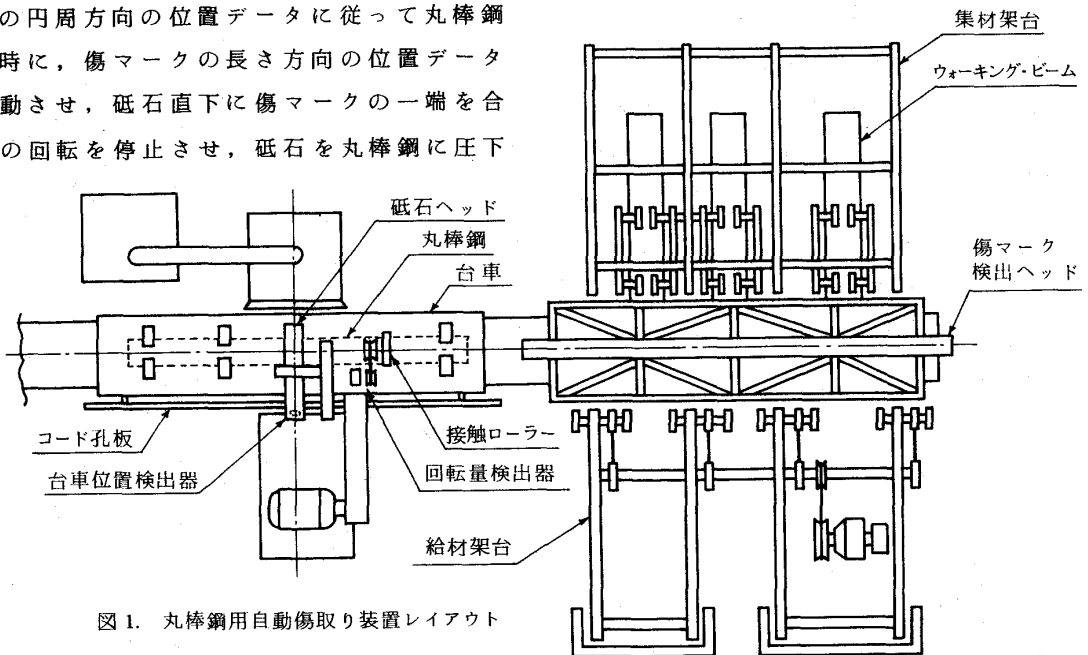 の円周方向の位置データに従って丸棒鋼
時に，傷マークの長さ方向の位置データ
動させ，砥石直下に傷マークの一端を合
の回転を停止させ，砥石を丸棒鋼に圧下
集材架台
ウォーキング・ビーム
砥石ヘッド
丸棒鋼
台車
傷マーク
検出ヘッド
コード孔板
台車位置検出器
接触ローラー
回転量検出器
給材架台
図1. 丸棒鋼用自動傷取り装置レイアウト